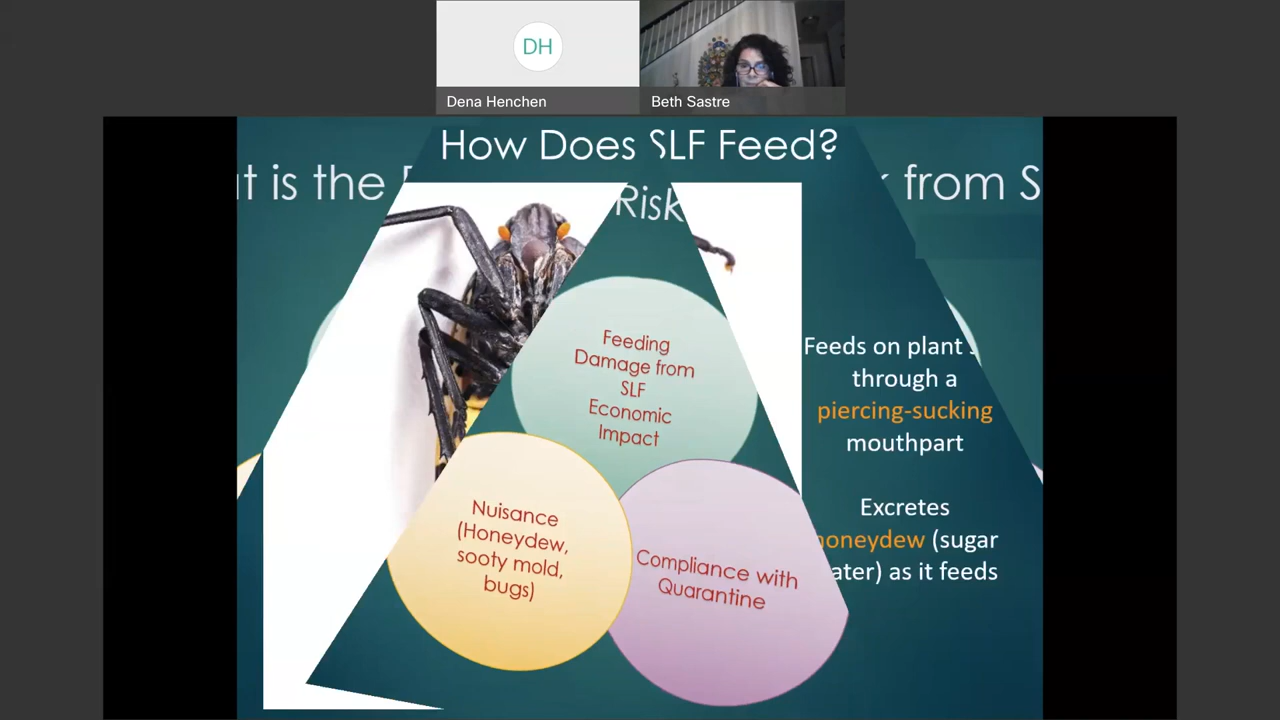 DH
Dena Henchen
Beth Sastre
How Does SLF Feed?
is the
from
Risk
Feeding
Damage from
SLF
Economic
Impact
Feeds on plant
through a
piercing-sucking
mouthpart
Nuisance
(Honeydew,
sooty mold,
bugs)
Compliance with
Quarantine
Excretes
honeydew (sugar
as it feeds